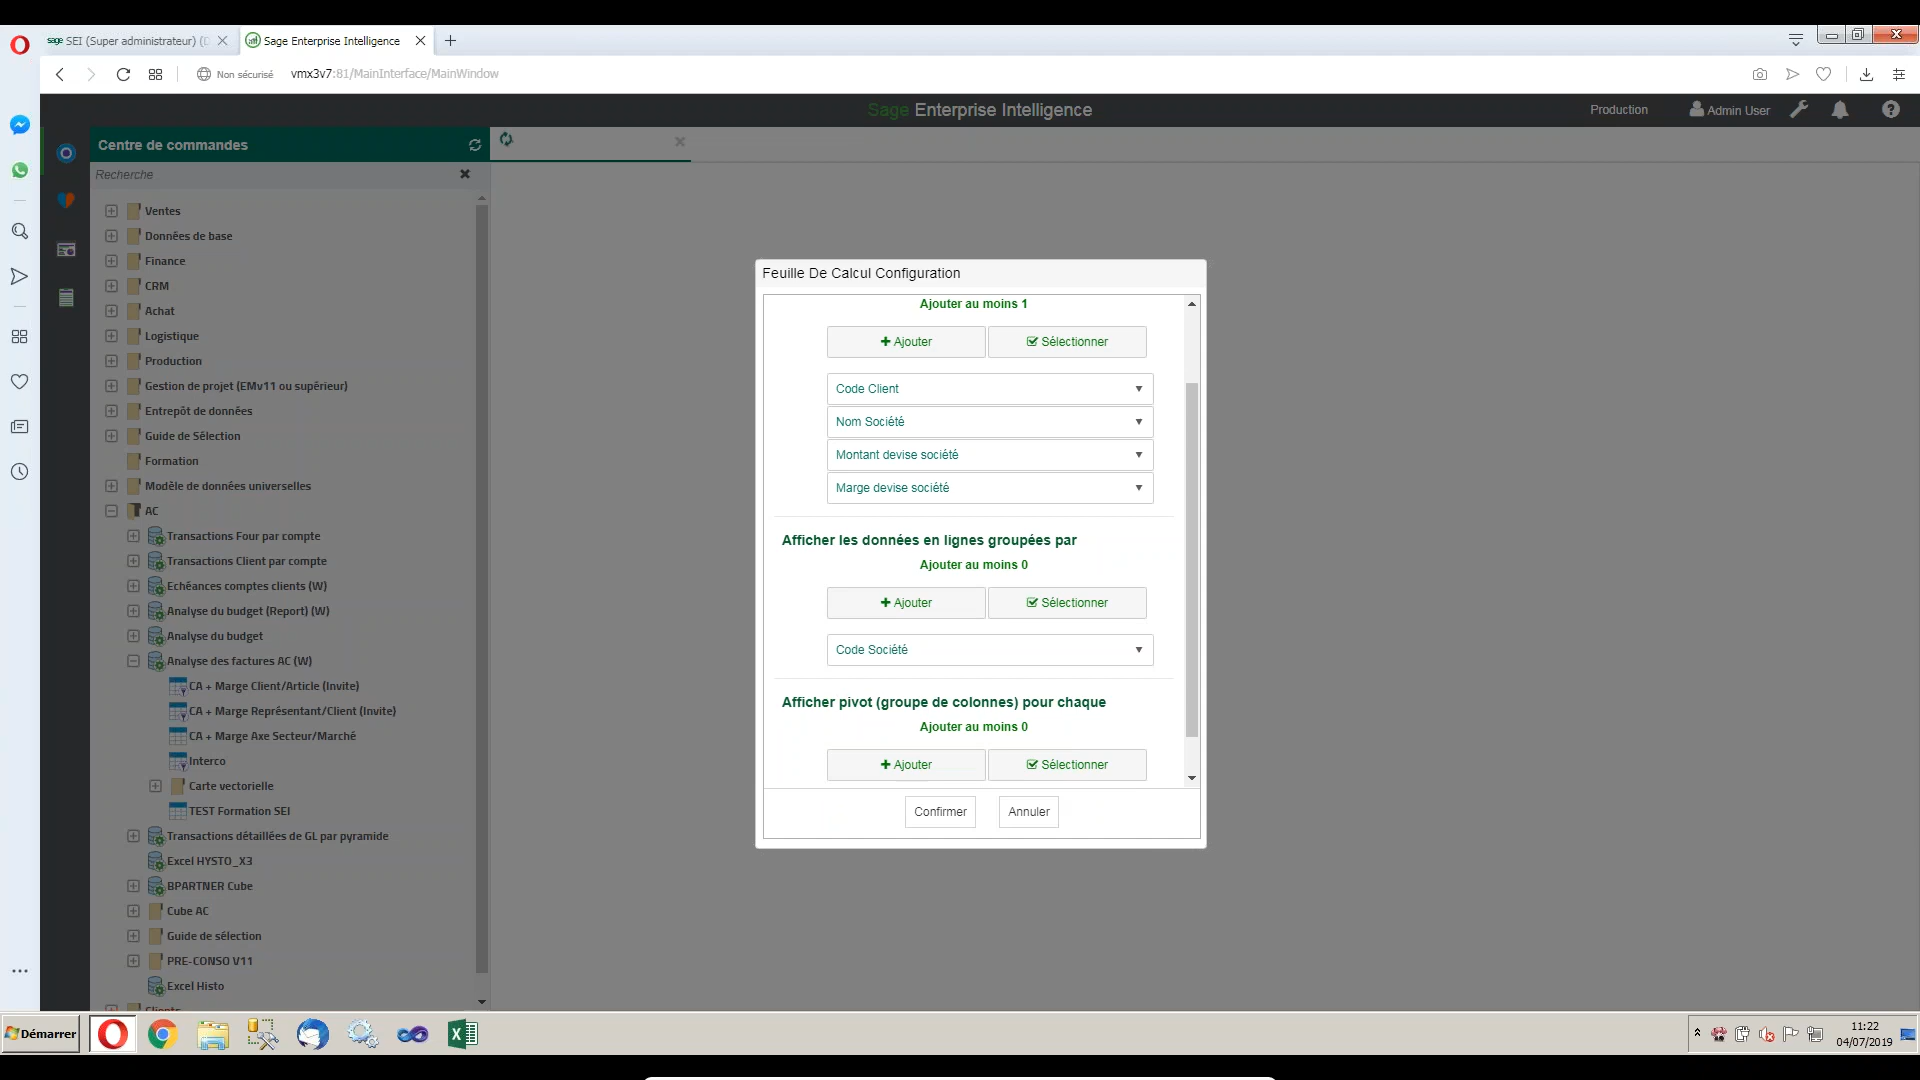 sage SEI (Super administrateur) (
Sage Enterprise Intelligence
Non sécurisé
vmx3v7:81/MainInterface/MainWindow
Sage Enterprise Intelligence
Production
Admin User
Centre de commandes
Recherche
Ventes
Données de base
Finance
CRM
Achat
Logistique
Production
Gestion de projet (EMv11 ou supérieur)
Entrepôt de données
Guide de Sélection
Formation
Modèle de données universelles
AC
Transactions Four par compte
Transactions Client par compte
Echéances comptes clients (W)
Analyse du budget (Report) (W)
Analyse du budget
Analyse des factures AC (W)
CA + Marge Client/Article (Invite)
CA + Marge Représentant/Client (Invite)
CA + Marge Axe Secteur/Marché
Interco
Carte vectorielle
TEST Formation SEI
Transactions détaillées de GL par pyramide
Excel HYSTO_X3
BPARTNER Cube
Cube AC
Guide de sélection
PRE-CONSO V11
Excel Histo
Feuille De Calcul Configuration
Ajouter au moins 1
Ajouter
Sélectionner
Code Client
Nom Société
Montant devise société
Marge devise société
Afficher les données en lignes groupées par
Ajouter au moins 0
Ajouter
Sélectionner
Code Société
Afficher pivot (groupe de colonnes) pour chaque
Ajouter au moins 0
Ajouter
Sélectionner
Confirmer
Annuler
Démarrer
11:22
04/07/2019